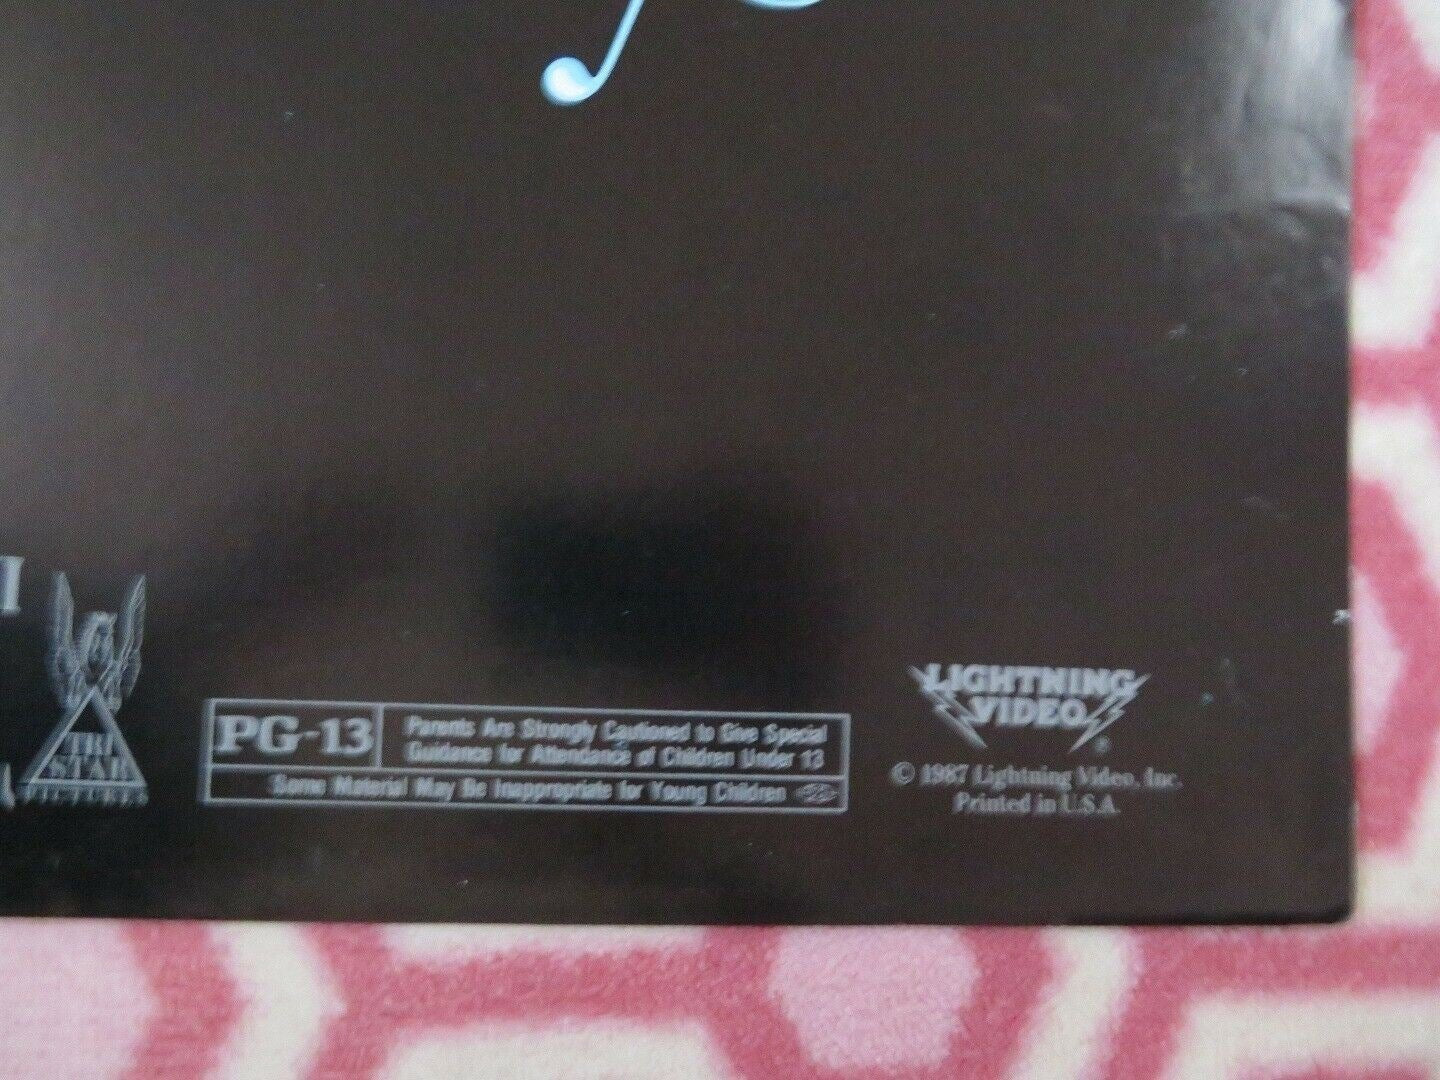 I
TRI
STAR
PICTURES
PG-13
Parents Are Strongly Cautioned to Give Special
Guidance for Attendance of Children Under 13
Some Material May Be Inappropriate for Young Children
LIGHTNING
VIDEO
®
© 1987 Lightning Video, Inc.
Printed in U.S.A.